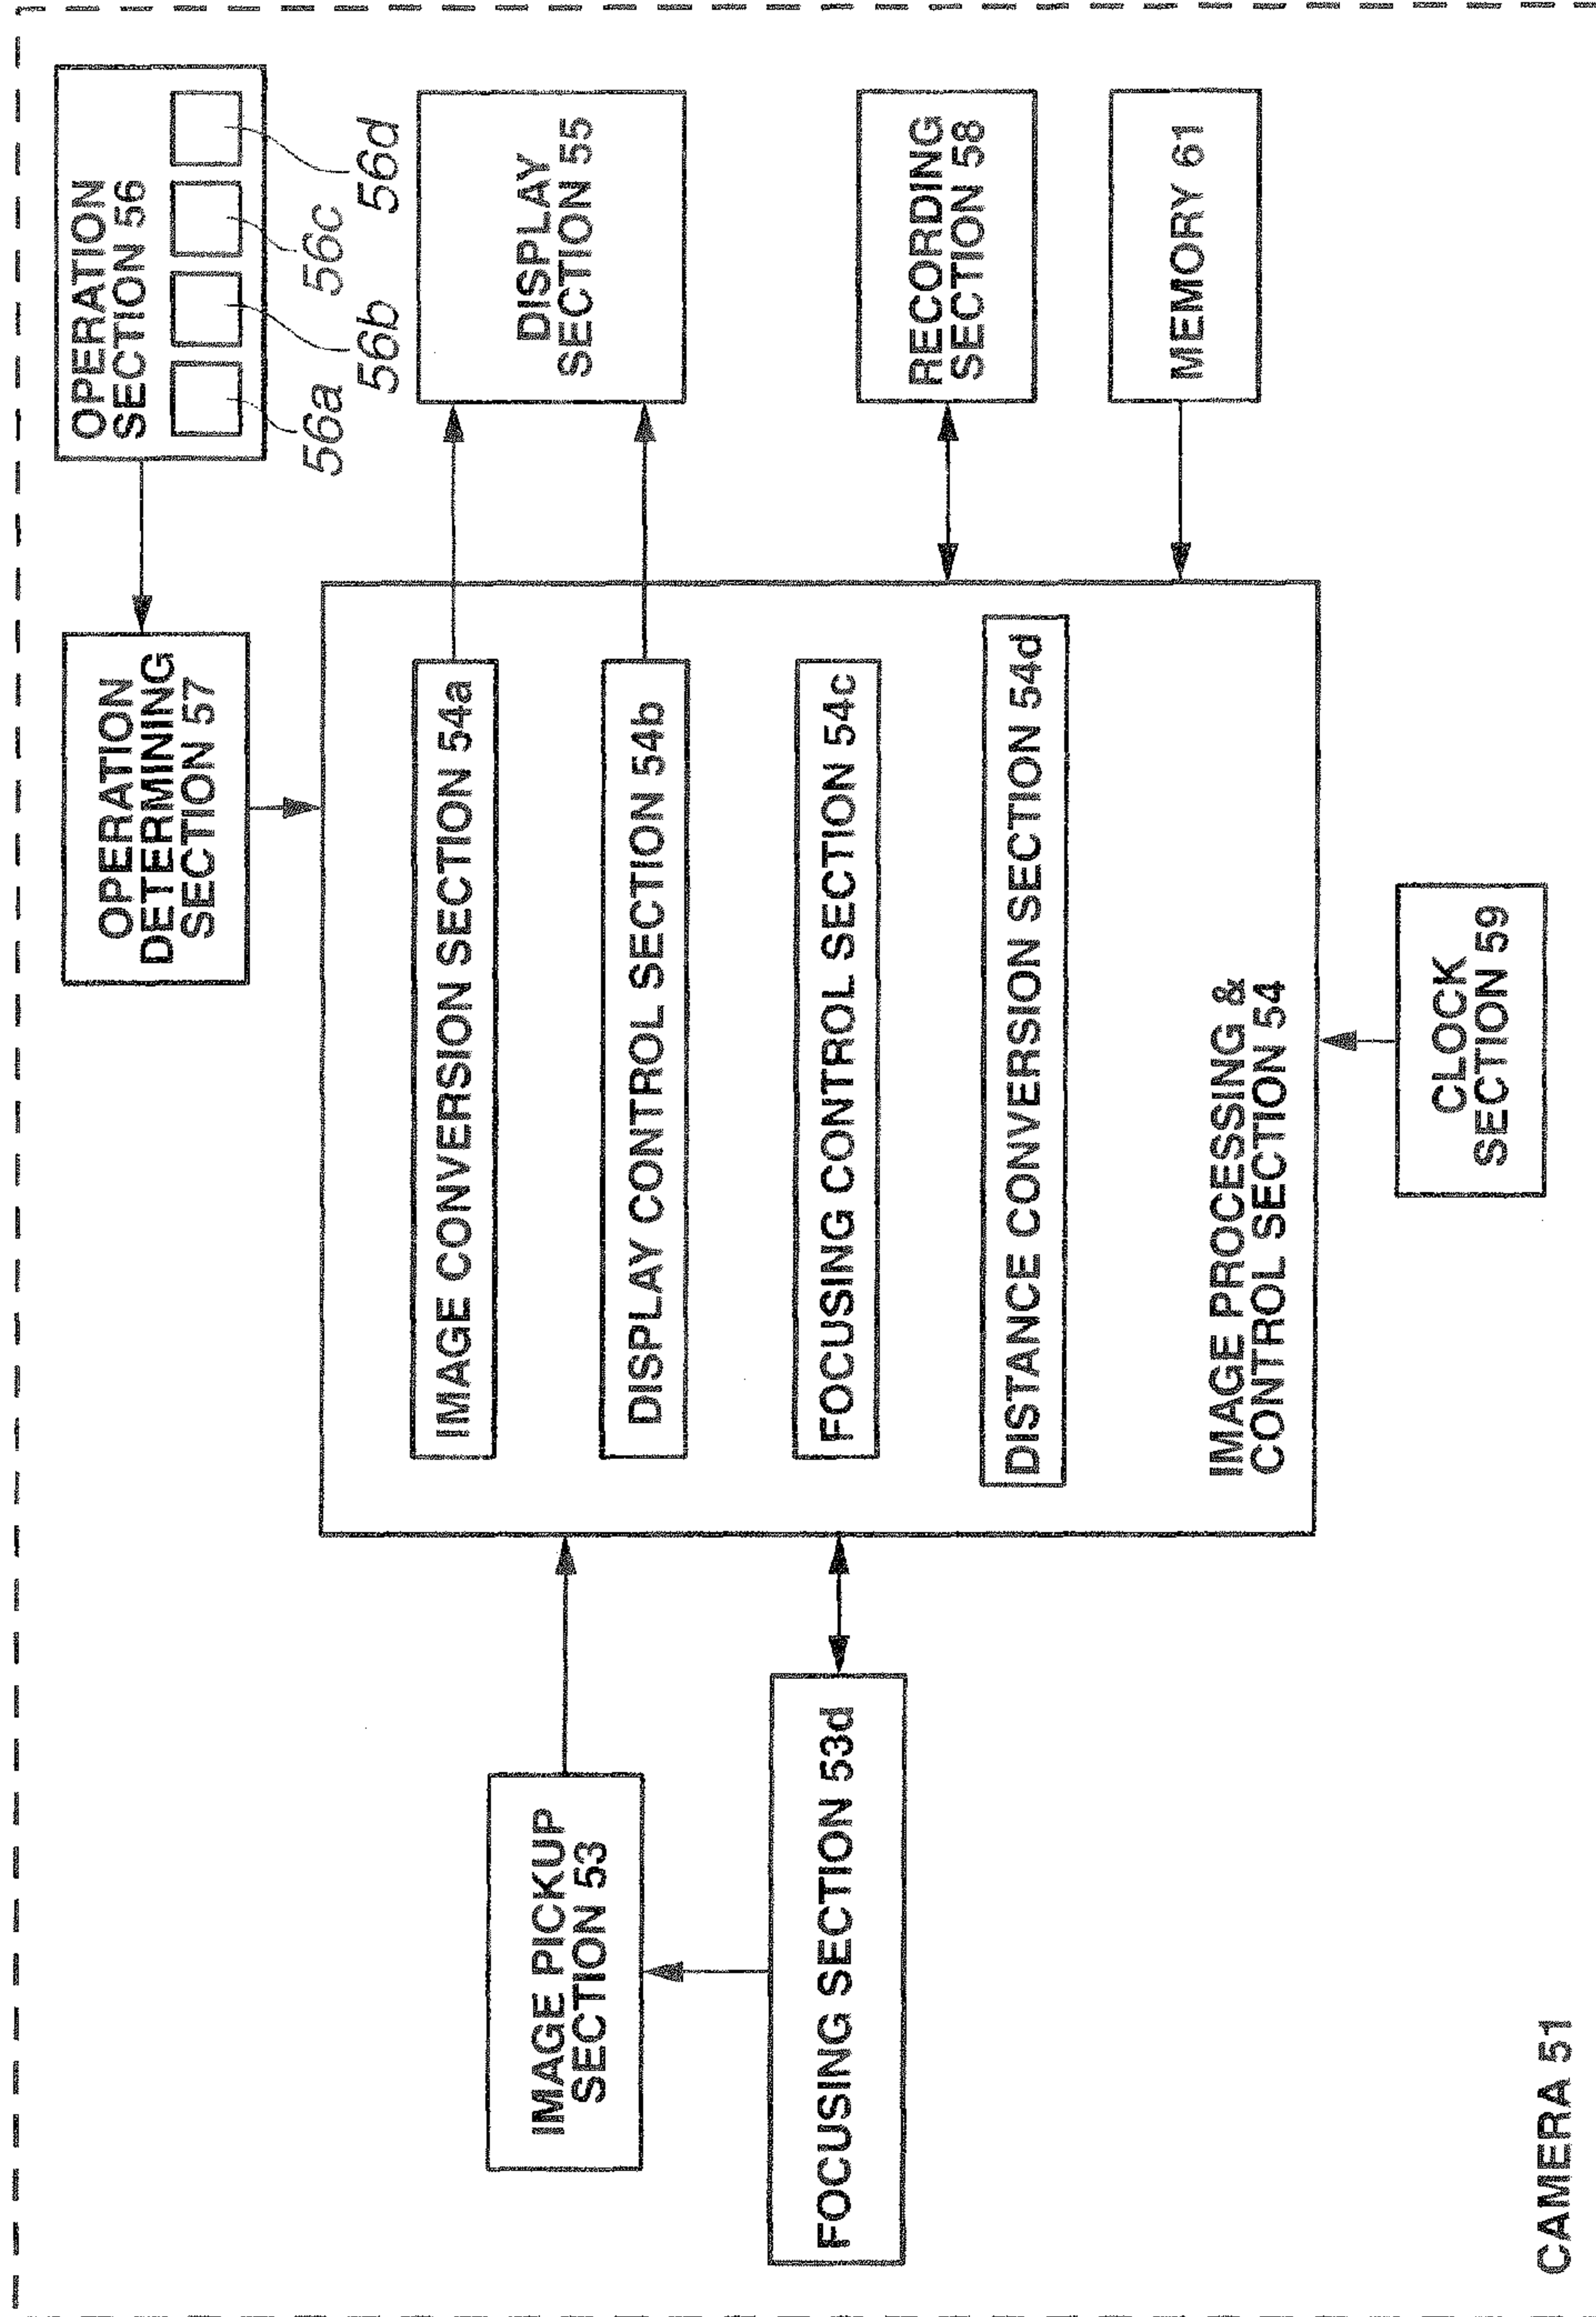 OPERATION
SECTION 56
56a
56b
56c
56d
OPERATION
DETERMINING
SECTION 57
DISPLAY
SECTION 55
IMAGE CONVERSION SECTION 54a
DISPLAY CONTROL SECTION 54b
FOCUSING CONTROL SECTION 54c
DISTANCE CONVERSION SECTION 54d
IMAGE PROCESSING &
CONTROL SECTION 54
IMAGE PICKUP
SECTION 53
FOCUSING SECTION 53d
RECORDING
SECTION 58
MEMORY 61
CLOCK
SECTION 59
CAMERA 51